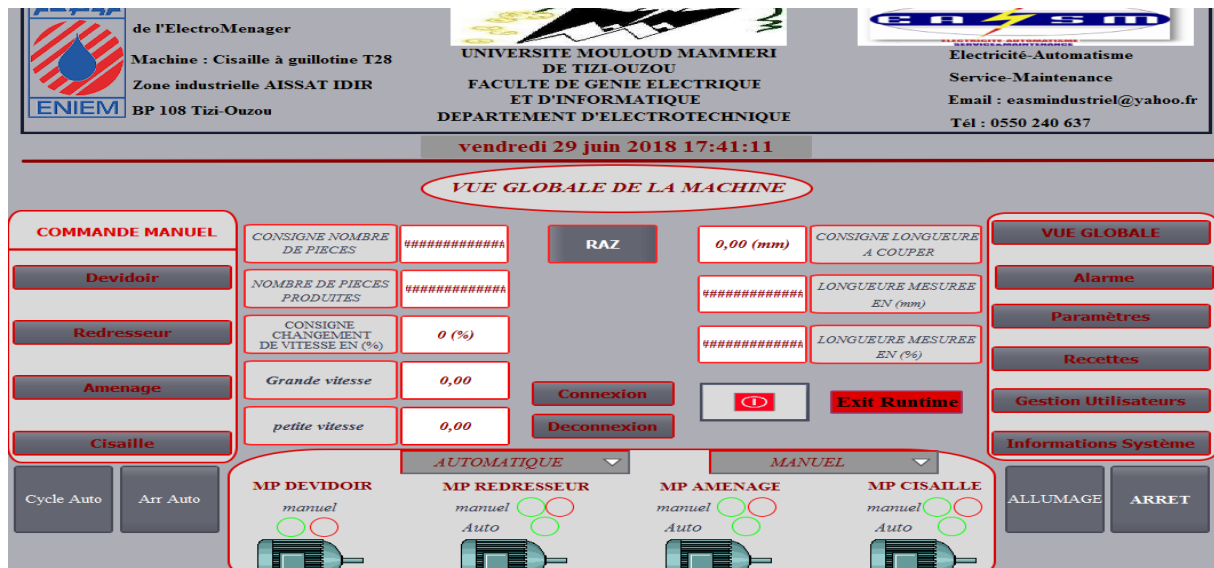 de l'ElectroMenager
Machine : Cisaille à guillotine T28
Zone industrielle AISSAT IDIR
BP 108 Tizi-Ouzou
ENIEM
UNIVERSITE MOULOUD MAMMERI
DE TIZI-OUZOU
FACULTE DE GENIE ELECTRIQUE
ET D'INFORMATIQUE
DEPARTEMENT D'ELECTROTECHNIQUE
EASM
ELECTRICITE AUTOMATISME
SERVICE&MAINTENANCE
Electricité-Automatisme
Service-Maintenance
Email : easmindustriel@yahoo.fr
Tél : 0550 240 637
vendredi 29 juin 2018 17:41:11
VUE GLOBALE DE LA MACHINE
COMMANDE MANUEL
Devidoir
Redresseur
Amenage
Cisaille
Cycle Auto
Arr Auto
CONSIGNE NOMBRE
DE PIECES
#############
NOMBRE DE PIECES
PRODUITES
#############
CONSIGNE
CHANGEMENT
DE VITESSE EN (%)
0 (%)
Grande vitesse
0,00
petite vitesse
0,00
RAZ
Connexion
Deconnexion
0,00 (mm)
CONSIGNE LONGUEURE
A COUPER
#############
LONGUEURE MESUREE
EN (mm)
#############
LONGUEURE MESUREE
EN (%)
Exit Runtime
VUE GLOBALE
Alarme
Paramètres
Recettes
Gestion Utilisateurs
Informations Système
ALLUMAGE
ARRET
AUTOMATIQUE
MANUEL
MP DEVIDOIR
manuel
MP REDRESSEUR
manuel
Auto
MP AMENAGE
manuel
Auto
MP CISAILLE
manuel
Auto